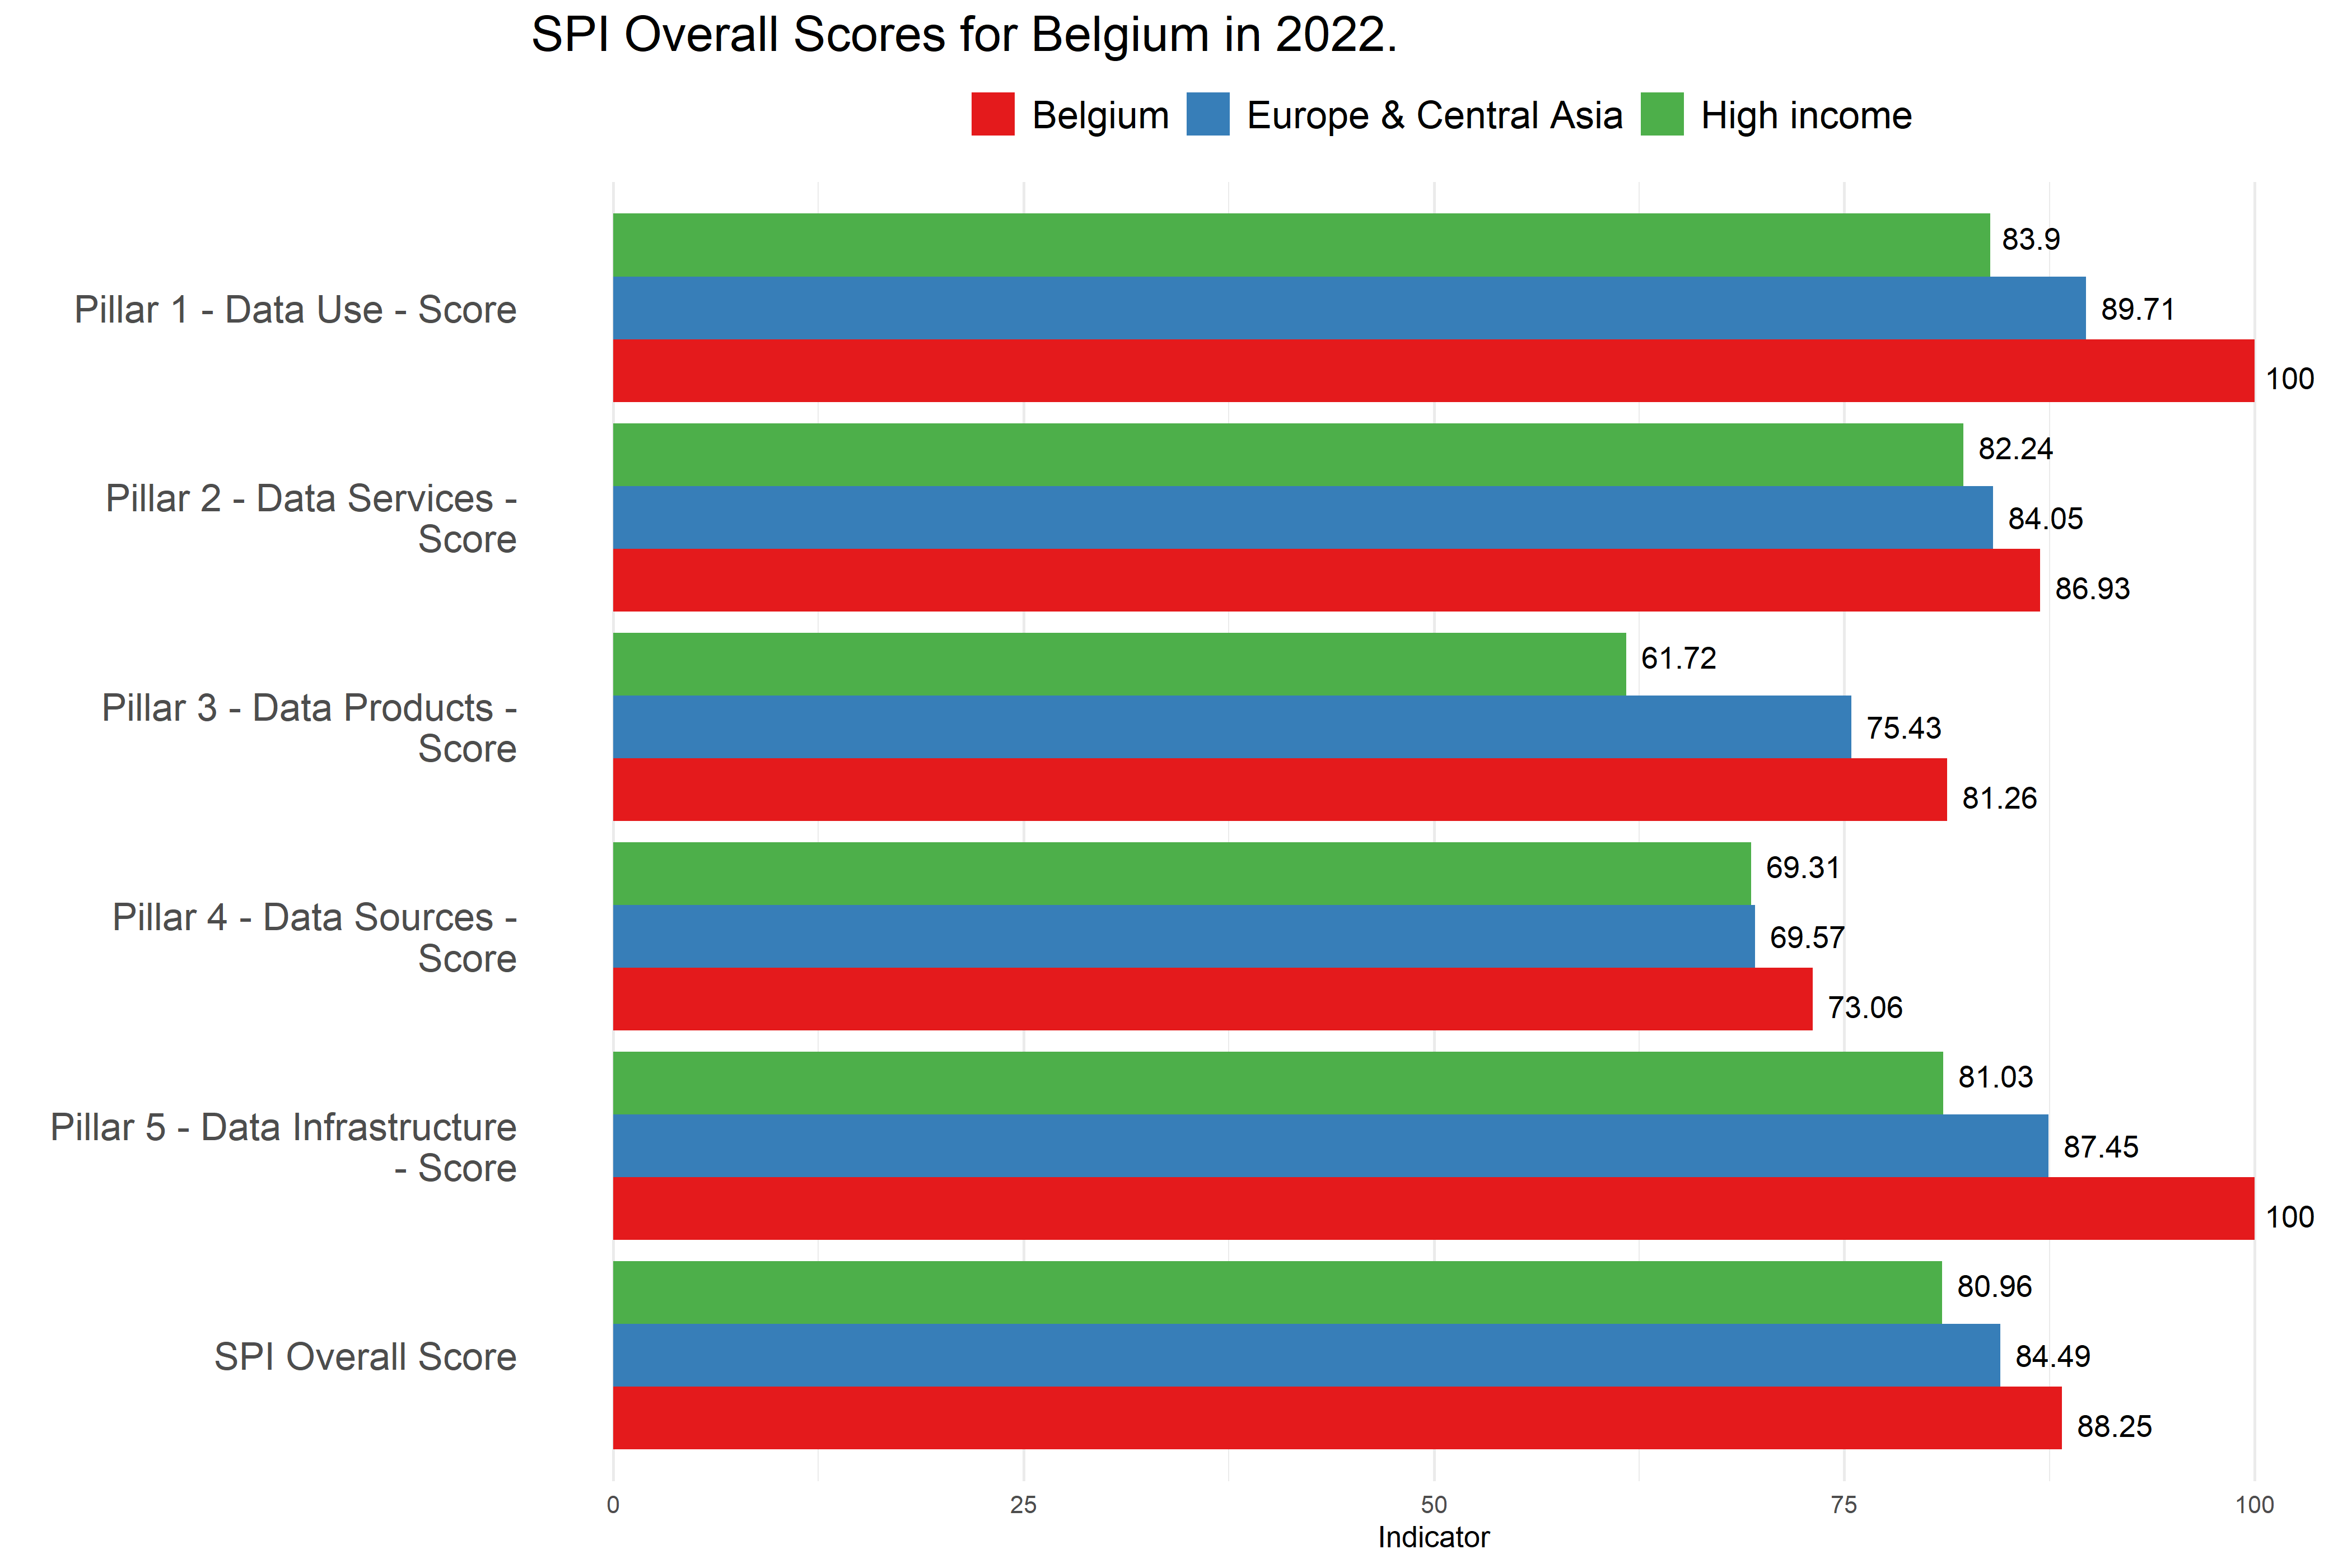 SPI Overall Scores for Belgium in 2022.
Belgium Europe & Central Asia High income
Pillar 1 - Data Use - Score
83.9
89.71
100
Pillar 2 - Data Services -
Score
82.24
84.05
86.93
Pillar 3 - Data Products -
Score
61.72
75.43
81.26
Pillar 4 - Data Sources -
Score
69.31
69.57
73.06
Pillar 5 - Data Infrastructure
- Score
81.03
87.45
100
SPI Overall Score
80.96
84.49
88.25
0 25 50 75 100
Indicator